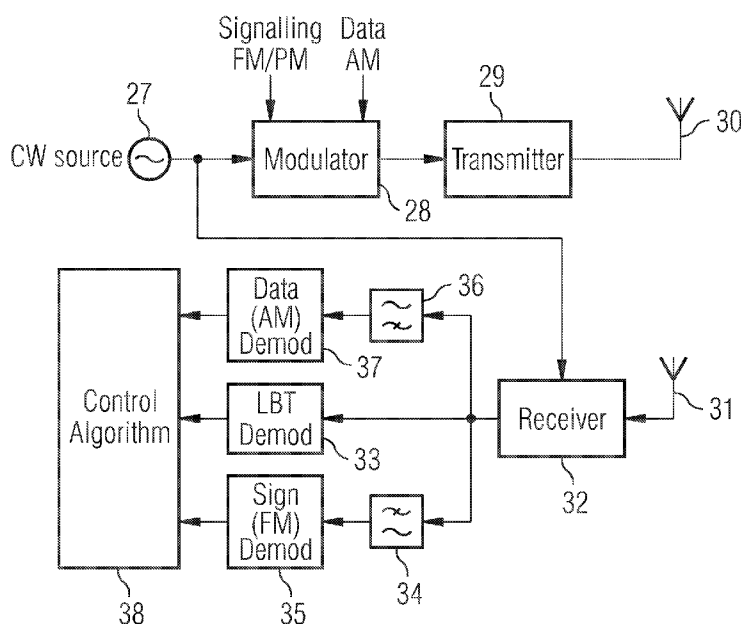 Signalling
FM/PM
Data
AM
27
29
30
CW source
Modulator
Transmitter
28
Data
(AM)
Demod
36
37
Control
Algorithm
LBT
Demod
33
Receiver
31
32
Sign
(FM)
Demod
34
35
38